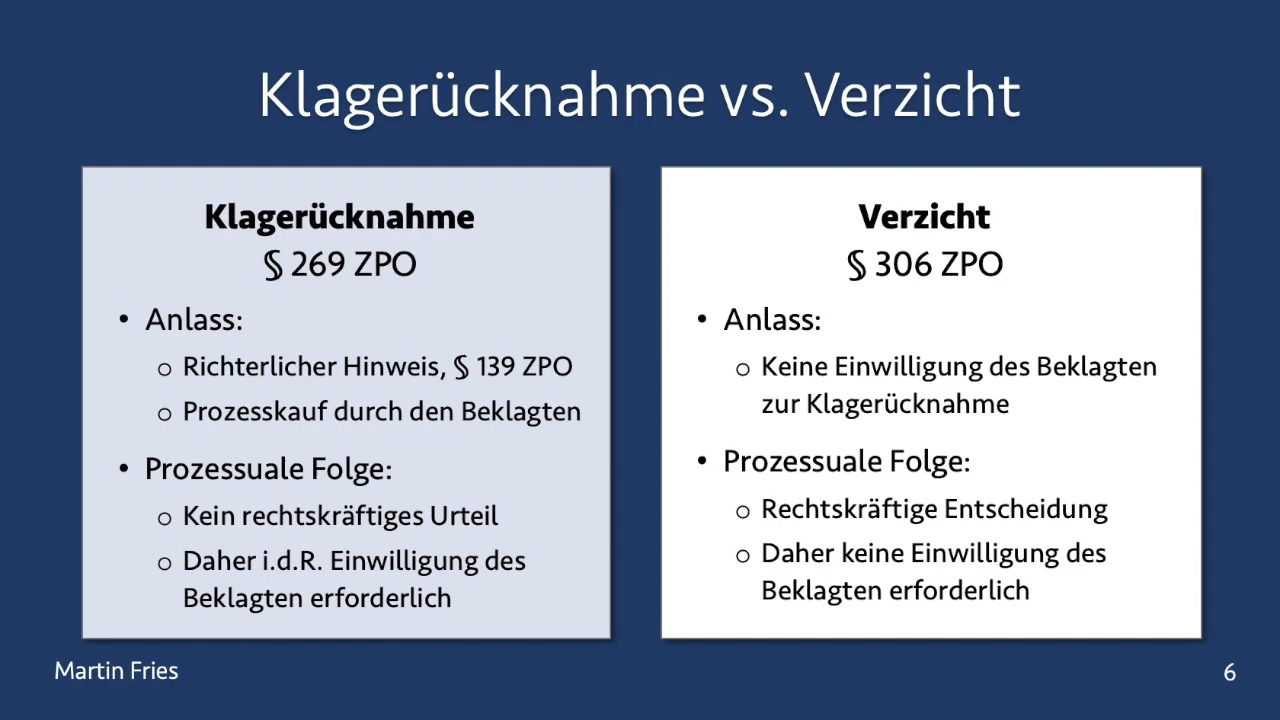 Klagerücknahme vs. Verzicht
Klagerücknahme
§ 269 ZPO
• Anlass:
o Richterlicher Hinweis, § 139 ZPO
o Prozesskauf durch den Beklagten
• Prozessuale Folge:
o Kein rechtskräftiges Urteil
o Daher i.d.R. Einwilligung des
Beklagten erforderlich
Verzicht
§ 306 ZPO
• Anlass:
o Keine Einwilligung des Beklagten
zur Klagerücknahme
• Prozessuale Folge:
o Rechtskräftige Entscheidung
o Daher keine Einwilligung des
Beklagten erforderlich
Martin Fries
6